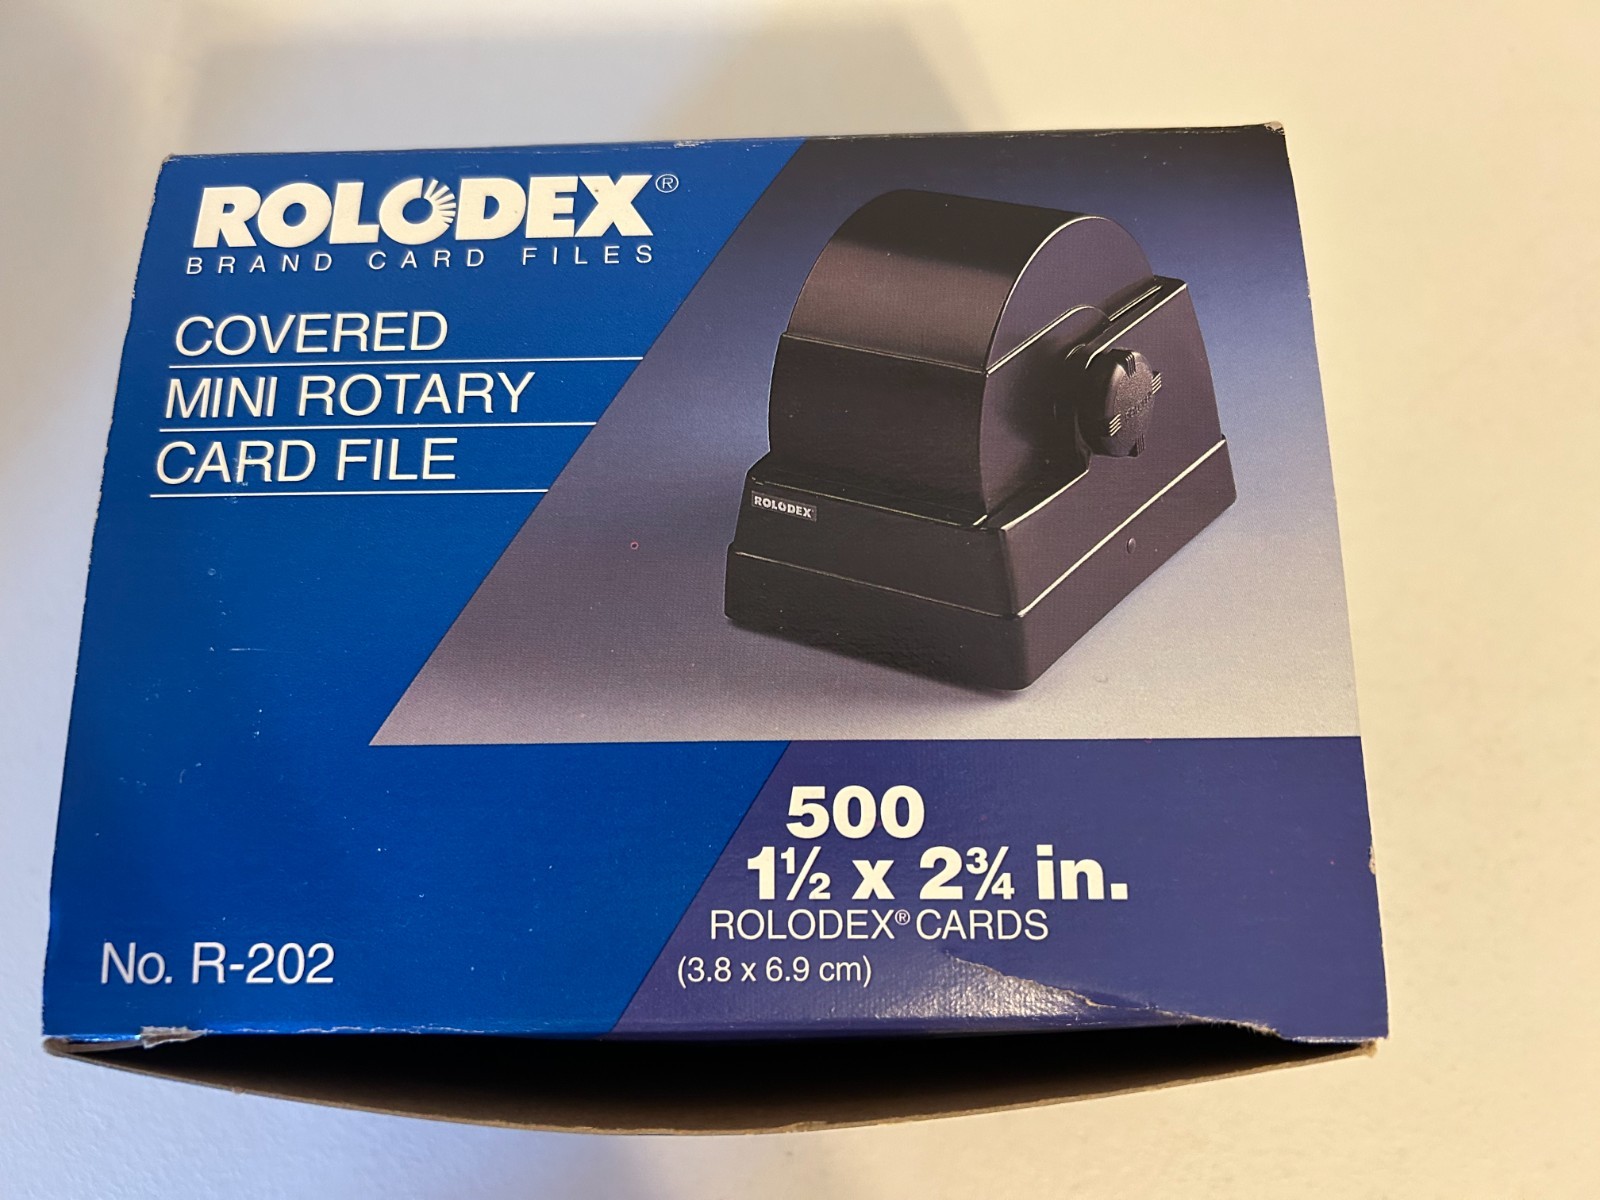 ROLODEX®
BRAND CARD FILES
COVERED
MINI ROTARY
CARD FILE
ROLODEX
500
1½ x 2¾ in.
ROLODEX® CARDS
(3.8 x 6.9 cm)
No. R-202